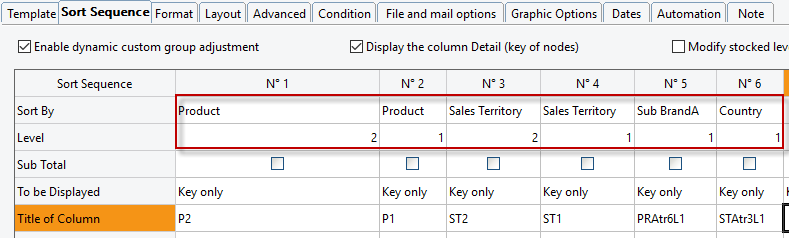 Template Sort Sequence Format Layout Advanced Condition File and mail options Graphic Options Dates Automation Note
Enable dynamic custom group adjustment Display the column Detail (key of nodes) Modify stocked lev
Sort Sequence N° 1 N° 2 N° 3 N° 4 N° 5 N° 6
Sort By Product Product Sales Territory Sales Territory Sub BrandA Country
Level 2 1 2 1 1 1
Sub Total
To be Displayed Key only Key only Key only Key only Key only Key only
Title of Column P2 P1 ST2 ST1 PRAtr6L1 STAtr3L1